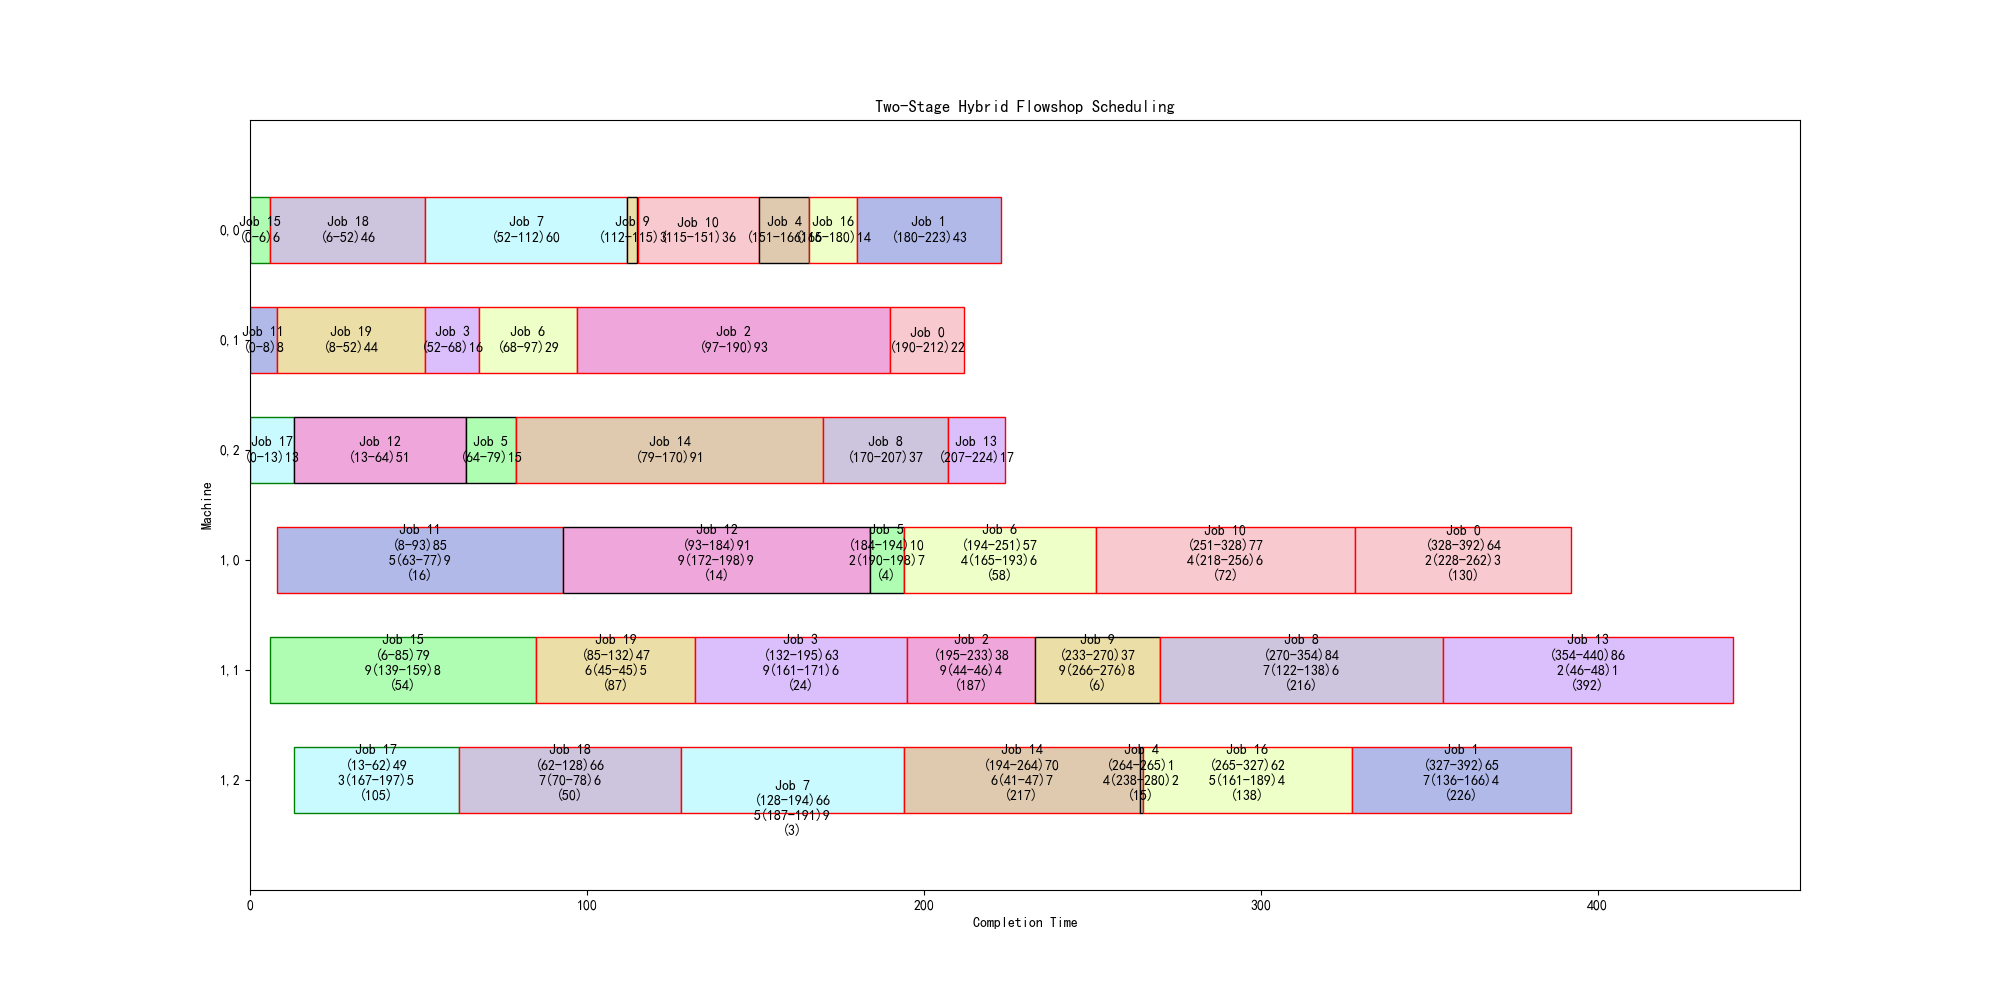 Two-Stage Hybrid Flowshop Scheduling
Machine
0,0
Job 15
(0-6)6
Job 18
(6-52)46
Job 7
(52-112)60
Job 9
(112-115)3
Job 10
(115-151)36
Job 4
(151-166)15
Job 16
(166-180)14
Job 1
(180-223)43
0,1
Job 11
(0-8)8
Job 19
(8-52)44
Job 3
(52-68)16
Job 6
(68-97)29
Job 2
(97-190)93
Job 0
(190-212)22
0,2
Job 17
(0-13)13
Job 12
(13-64)51
Job 5
(64-79)15
Job 14
(79-170)91
Job 8
(170-207)37
Job 13
(207-224)17
1,0
Job 11
(8-93)85
5(63-77)9
(16)
Job 12
(93-184)91
9(172-198)9
(14)
Job 5
(184-194)10
2(190-198)7
(4)
Job 6
(194-251)57
4(165-193)6
(58)
Job 10
(251-328)77
4(218-256)6
(72)
Job 0
(328-392)64
2(228-262)3
(130)
1,1
Job 15
(6-85)79
9(139-159)8
(54)
Job 19
(85-132)47
6(45-45)5
(87)
Job 3
(132-195)63
9(161-171)6
(24)
Job 2
(195-233)38
9(44-46)4
(187)
Job 9
(233-270)37
9(266-276)8
(6)
Job 8
(270-354)84
7(122-138)6
(216)
Job 13
(354-440)86
2(46-48)1
(392)
1,2
Job 17
(13-62)49
3(167-197)5
(105)
Job 18
(62-128)66
7(70-78)6
(50)
Job 7
(128-194)66
5(187-191)9
(3)
Job 14
(194-264)70
6(41-47)7
(217)
Job 4
(264-265)1
4(238-280)2
(15)
Job 16
(265-327)62
5(161-189)4
(138)
Job 1
(327-392)65
7(136-166)4
(226)
0
100
200
300
400
Completion Time